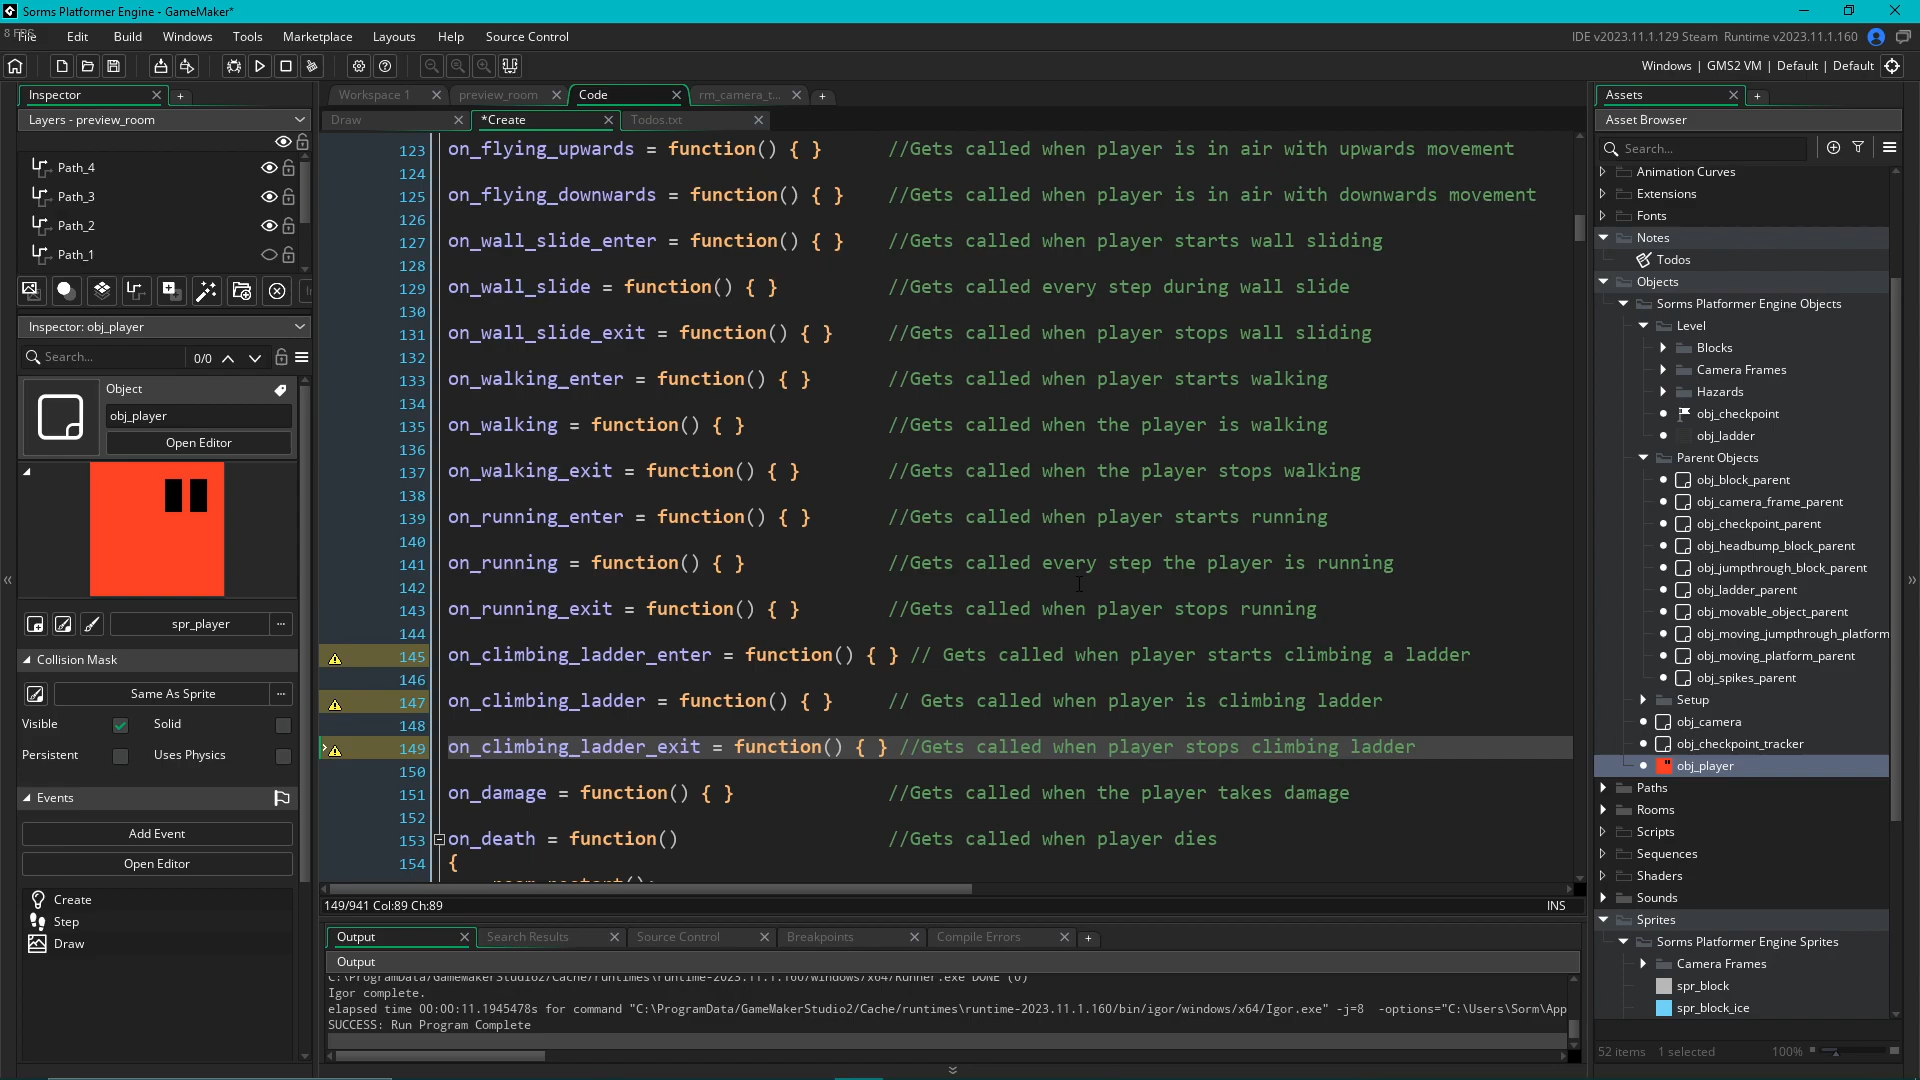 Sorms Platformer Engine - GameMaker*
8 FPS
File Edit Build Windows Tools Marketplace Layouts Help Source Control
IDE v2023.11.1.129 Steam Runtime v2023.11.1.160
Windows | GMS2 VM | Default | Default
Inspector
Layers - preview_room
Path_4
Path_3
Path_2
Path_1
Inspector: obj_player
Search... 0/0
Object
obj_player
Open Editor
spr_player
Collision Mask
Same As Sprite
Visible Solid
Persistent Uses Physics
Events
Add Event
Open Editor
Create
Step
Draw
Workspace 1 preview_room Code rm_camera_t...
Draw *Create Todos.txt
123 on_flying_upwards = function() { } //Gets called when player is in air with upwards movement
124
125 on_flying_downwards = function() { } //Gets called when player is in air with downwards movement
126
127 on_wall_slide_enter = function() { } //Gets called when player starts wall sliding
128
129 on_wall_slide = function() { } //Gets called every step during wall slide
130
131 on_wall_slide_exit = function() { } //Gets called when player stops wall sliding
132
133 on_walking_enter = function() { } //Gets called when player starts walking
134
135 on_walking = function() { } //Gets called when the player is walking
136
137 on_walking_exit = function() { } //Gets called when the player stops walking
138
139 on_running_enter = function() { } //Gets called when player starts running
140
141 on_running = function() { } //Gets called every step the player is running
142
143 on_running_exit = function() { } //Gets called when player stops running
144
145 on_climbing_ladder_enter = function() { } // Gets called when player starts climbing a ladder
146
147 on_climbing_ladder = function() { } // Gets called when player is climbing ladder
148
149 on_climbing_ladder_exit = function() { } //Gets called when player stops climbing ladder
150
151 on_damage = function() { } //Gets called when the player takes damage
152
153 on_death = function() //Gets called when player dies
154 {
room_restart();
149/941 Col:89 Ch:89 INS
Output Search Results Source Control Breakpoints Compile Errors
Output
C:\ProgramData/GameMakerStudio2/Cache/runtimes\runtime-2023.11.1.160/windows/x64/Runner.exe DONE (0)
Igor complete.
elapsed time 00:00:11.1945478s for command "C:\ProgramData/GameMakerStudio2/Cache/runtimes\runtime-2023.11.1.160/bin/igor/windows/x64/Igor.exe" -j=8 -options="C:\Users\Sorm\App
SUCCESS: Run Program Complete
Assets
Asset Browser
Search...
Animation Curves
Extensions
Fonts
Notes
Todos
Objects
Sorms Platformer Engine Objects
Level
Blocks
Camera Frames
Hazards
obj_checkpoint
obj_ladder
Parent Objects
obj_block_parent
obj_camera_frame_parent
obj_checkpoint_parent
obj_headbump_block_parent
obj_jumpthrough_block_parent
obj_ladder_parent
obj_movable_object_parent
obj_moving_jumpthrough_platform
obj_moving_platform_parent
obj_spikes_parent
Setup
obj_camera
obj_checkpoint_tracker
obj_player
Paths
Rooms
Scripts
Sequences
Shaders
Sounds
Sprites
Sorms Platformer Engine Sprites
Camera Frames
spr_block
spr_block_ice
52 items 1 selected 100%